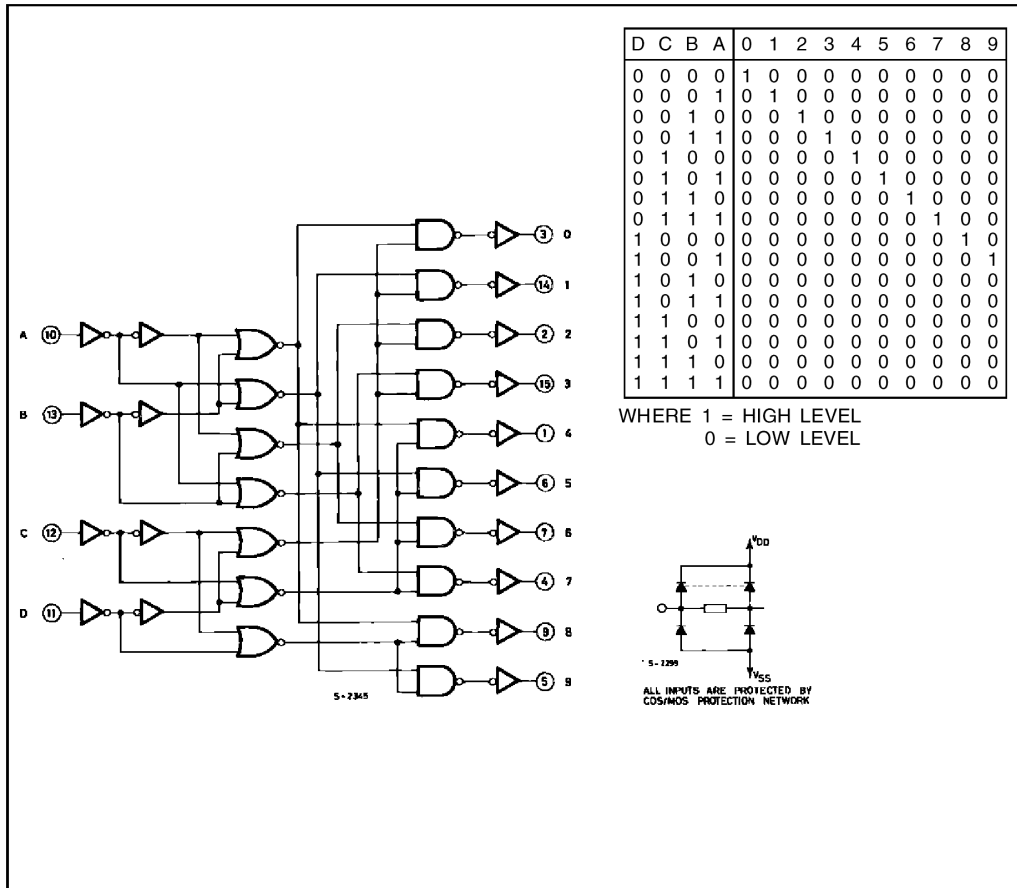 D C B A 0 1 2 3 4 5 6 7 8 9
0 0 0 0 1 0 0 0 0 0 0 0 0 0
0 0 0 1 0 1 0 0 0 0 0 0 0 0
0 0 1 0 0 0 1 0 0 0 0 0 0 0
0 0 1 1 0 0 0 1 0 0 0 0 0 0
0 1 0 0 0 0 0 0 1 0 0 0 0 0
0 1 0 1 0 0 0 0 0 1 0 0 0 0
0 1 1 0 0 0 0 0 0 0 1 0 0 0
0 1 1 1 0 0 0 0 0 0 0 1 0 0
1 0 0 0 0 0 0 0 0 0 0 0 1 0
1 0 0 1 0 0 0 0 0 0 0 0 0 1
1 0 1 0 0 0 0 0 0 0 0 0 0 0
1 0 1 1 0 0 0 0 0 0 0 0 0 0
1 1 0 0 0 0 0 0 0 0 0 0 0 0
1 1 0 1 0 0 0 0 0 0 0 0 0 0
1 1 1 0 0 0 0 0 0 0 0 0 0 0
1 1 1 1 0 0 0 0 0 0 0 0 0 0
WHERE 1 = HIGH LEVEL
0 = LOW LEVEL
A 10
B 13
C 12
D 11
3 0
14 1
2 2
15 3
1 4
6 5
7 6
4 7
9 8
5 9
S-2345
VDD
S-2299
VSS
ALL INPUTS ARE PROTECTED BY
COS/MOS PROTECTION NETWORK